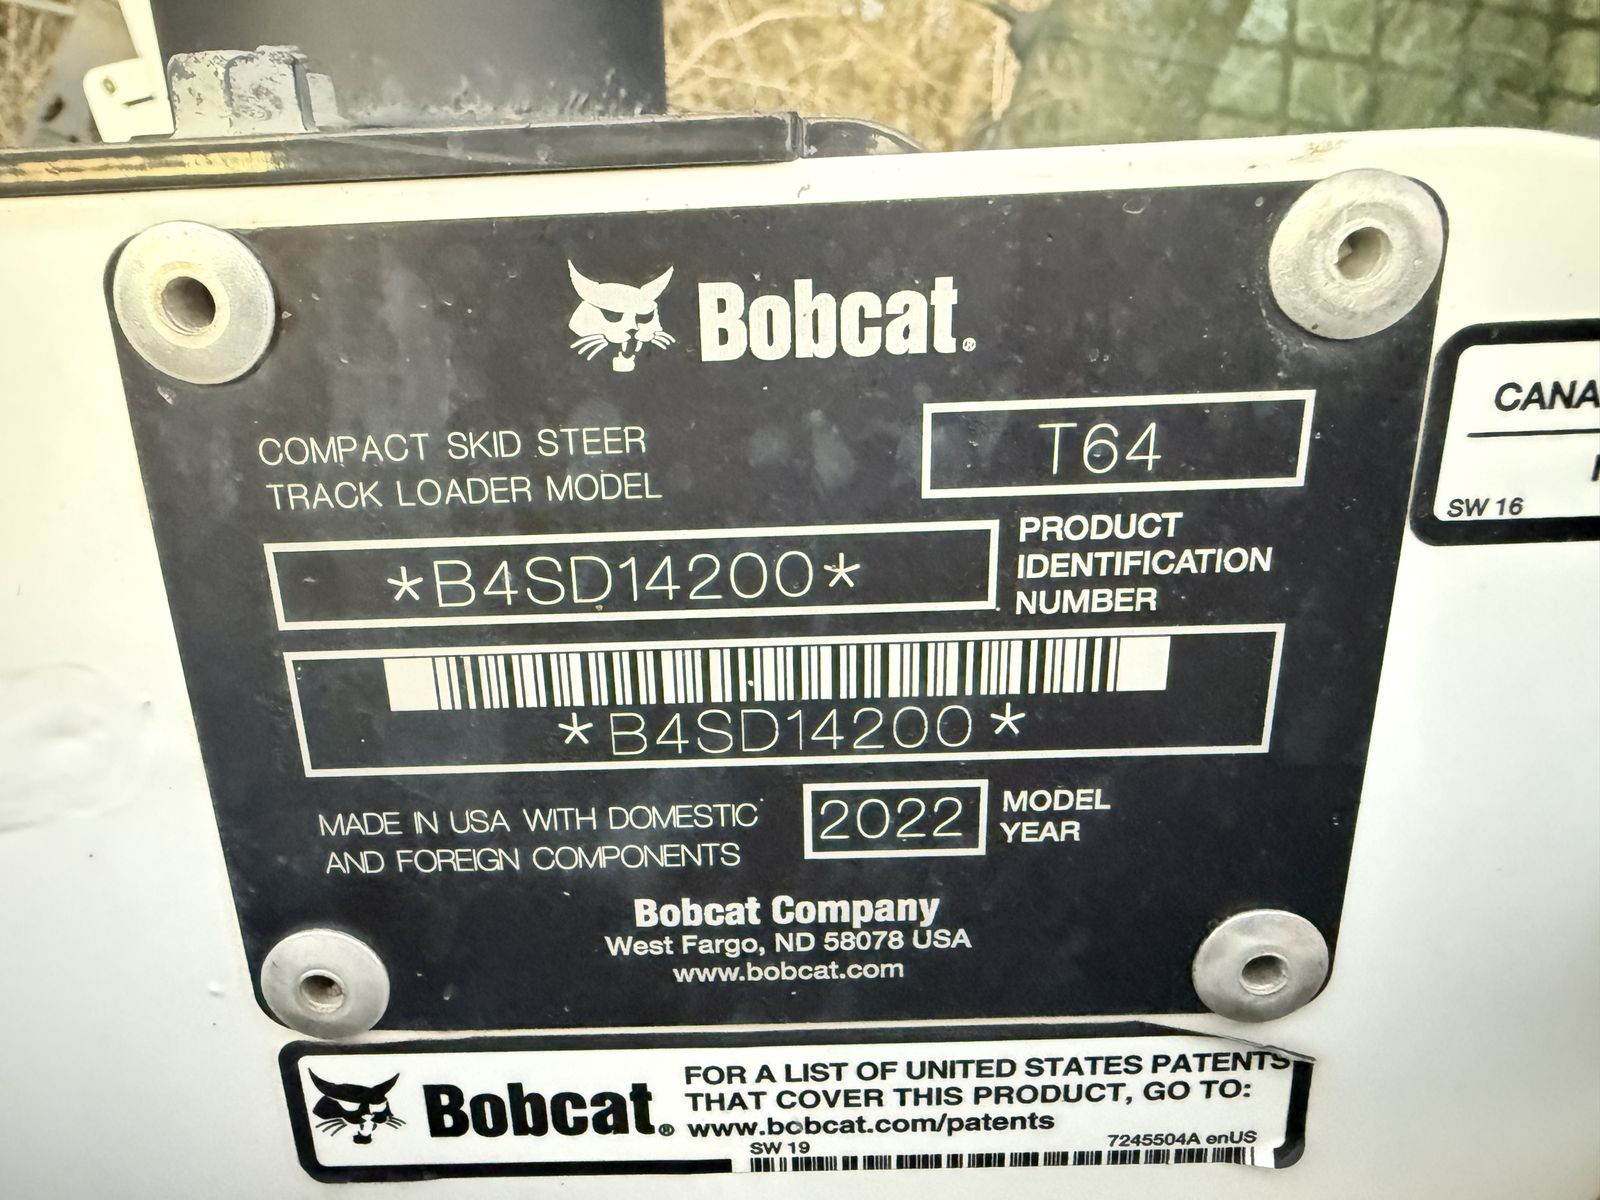 Bobcat®
COMPACT SKID STEER
TRACK LOADER MODEL
T64
*B4SD14200*
PRODUCT
IDENTIFICATION
NUMBER
*B4SD14200*
MADE IN USA WITH DOMESTIC
AND FOREIGN COMPONENTS
2022
MODEL
YEAR
Bobcat Company
West Fargo, ND 58078 USA
www.bobcat.com
CANA
SW 16
Bobcat®
FOR A LIST OF UNITED STATES PATENTS
THAT COVER THIS PRODUCT, GO TO:
www.bobcat.com/patents
SW 19
7245504A enUS